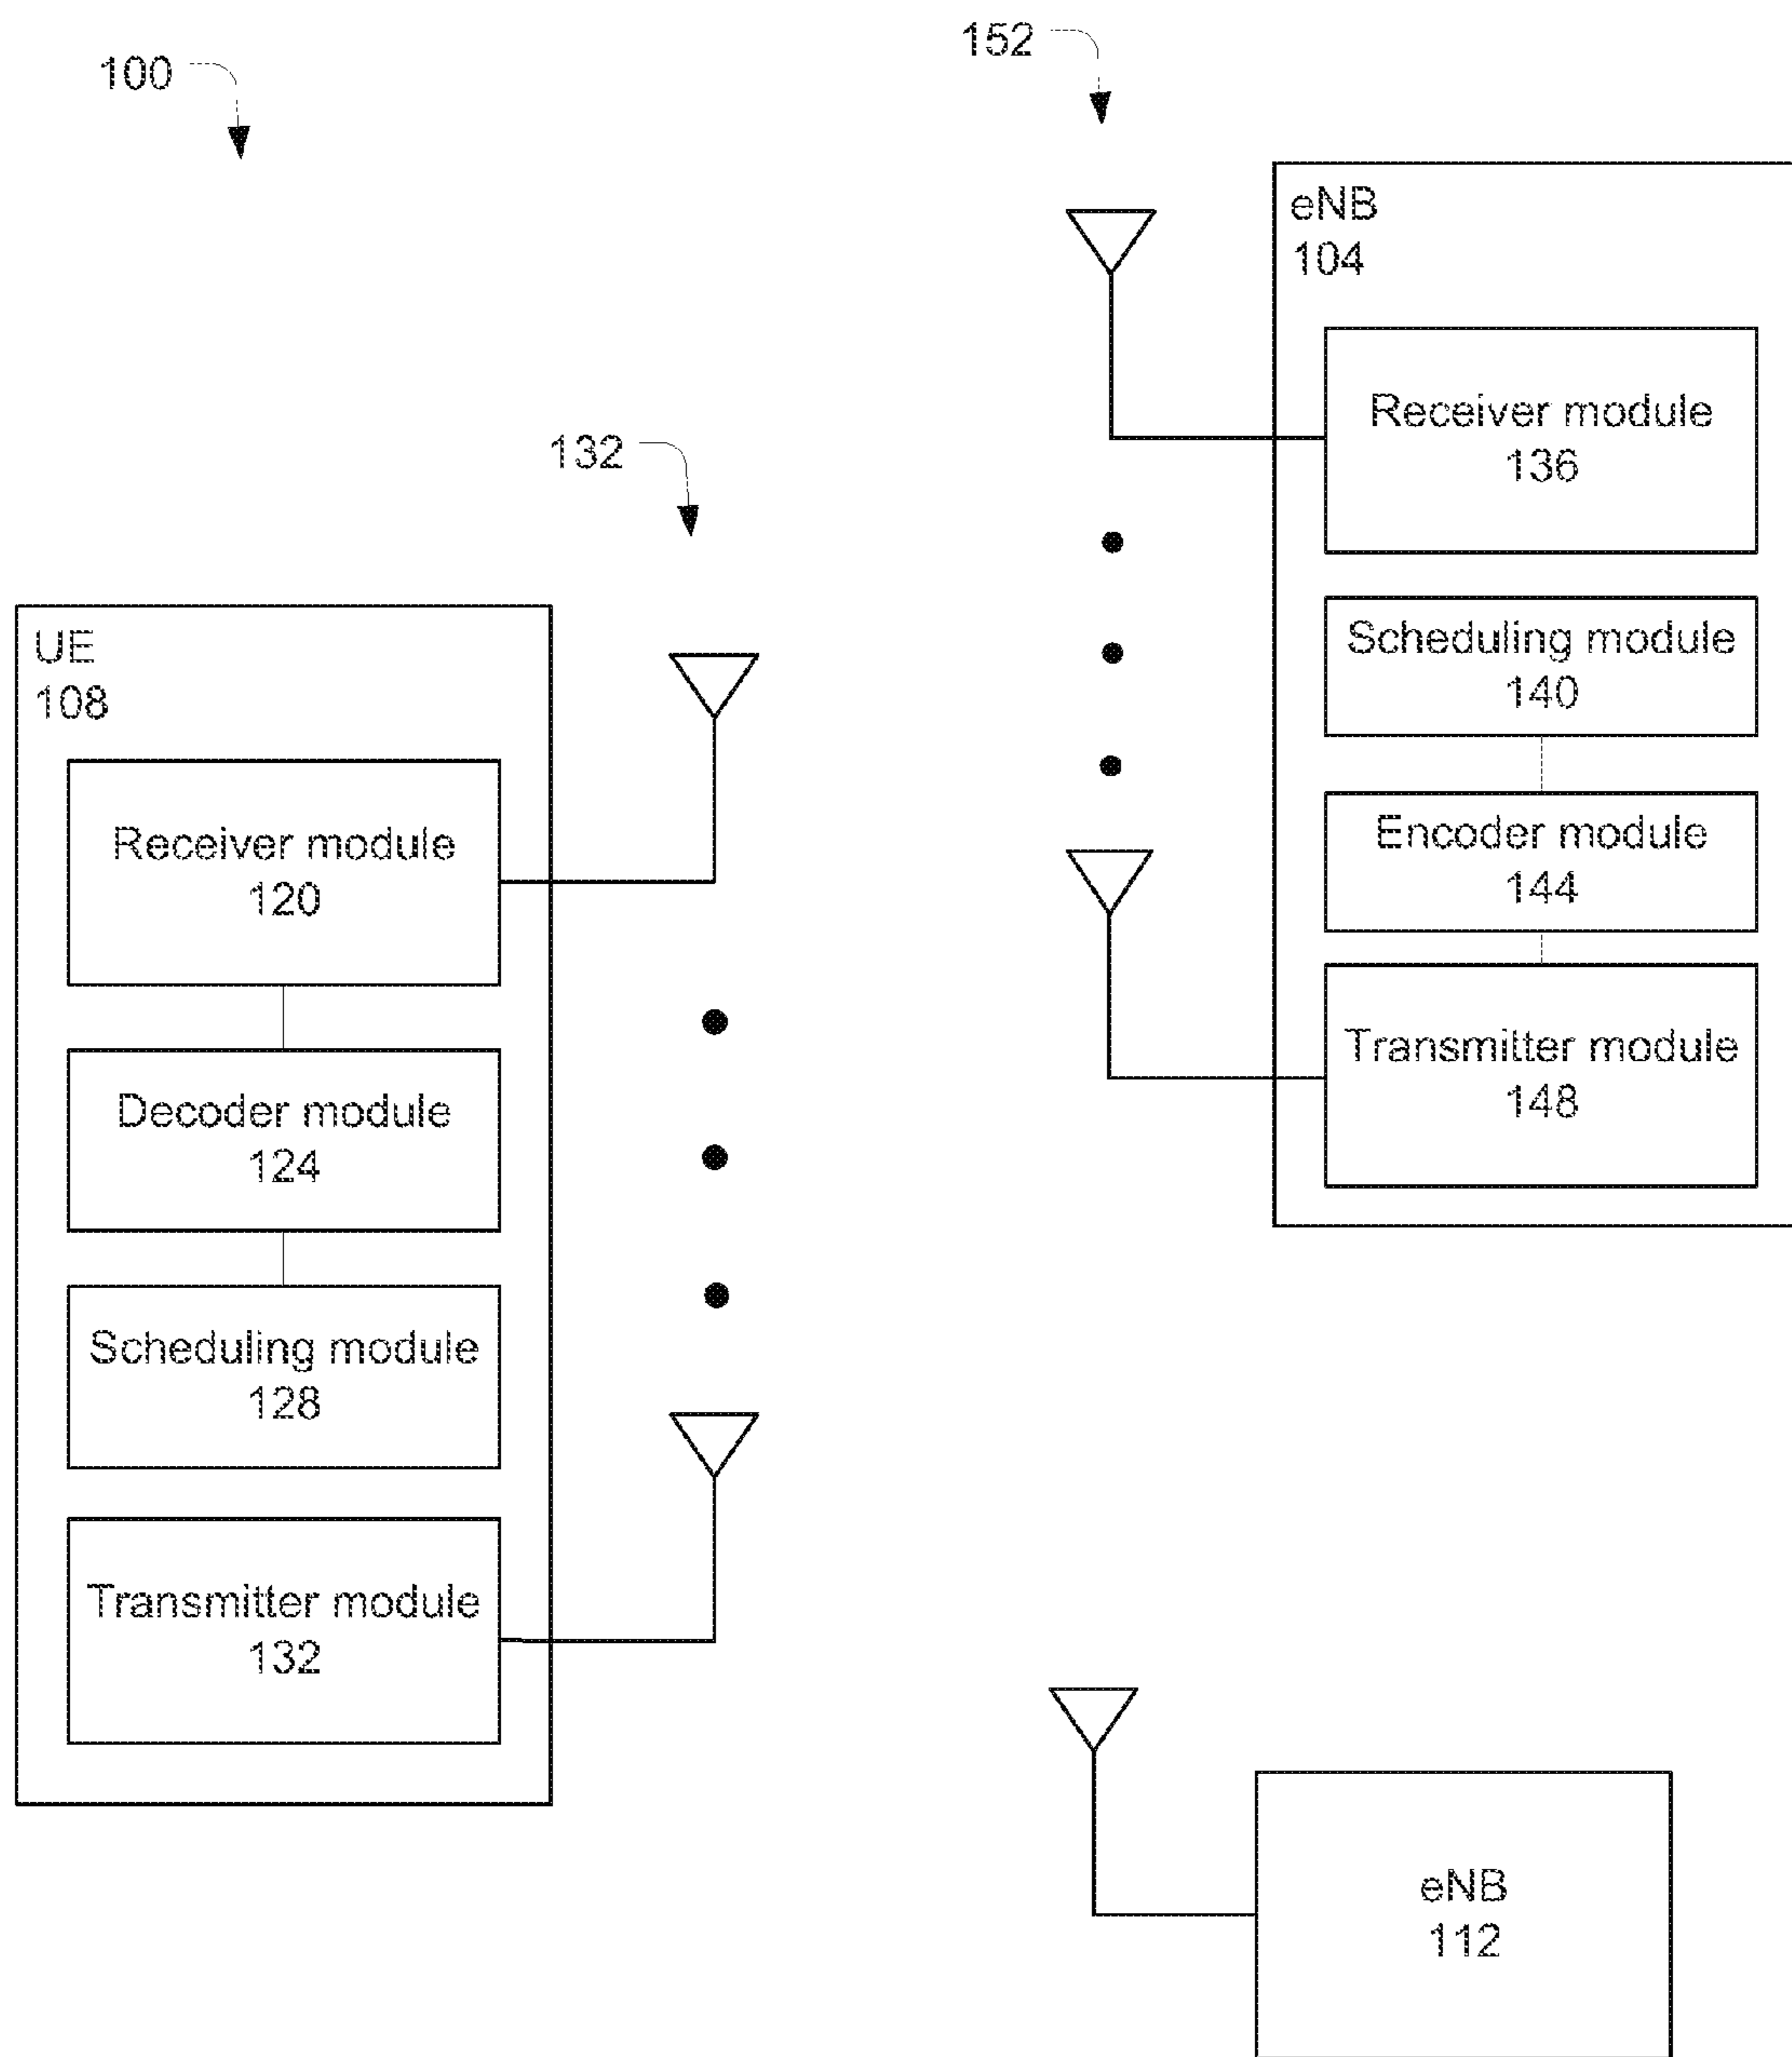 100
152
eNB
104
Receiver module
136
132
Scheduling module
140
UE
108
Encoder module
144
Receiver module
120
Transmitter module
148
Decoder module
124
Scheduling module
128
Transmitter module
132
eNB
112